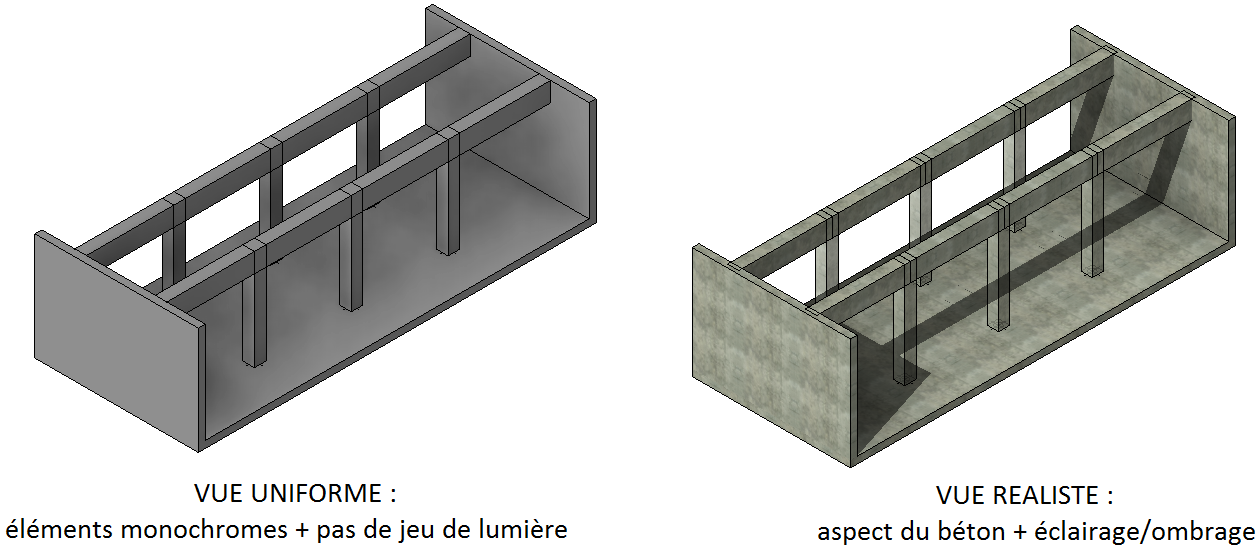 VUE UNIFORME :
éléments monochromes + pas de jeu de lumière
VUE REALISTE :
aspect du béton + éclairage/ombrage